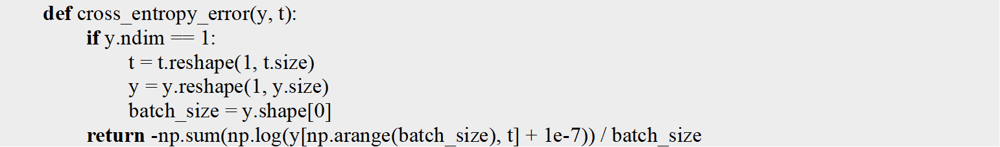 def cross_entropy_error(y, t):
if y.ndim == 1:
t = t.reshape(1, t.size)
y = y.reshape(1, y.size)
batch_size = y.shape[0]
return -np.sum(np.log(y[np.arange(batch_size), t] + 1e-7)) / batch_size